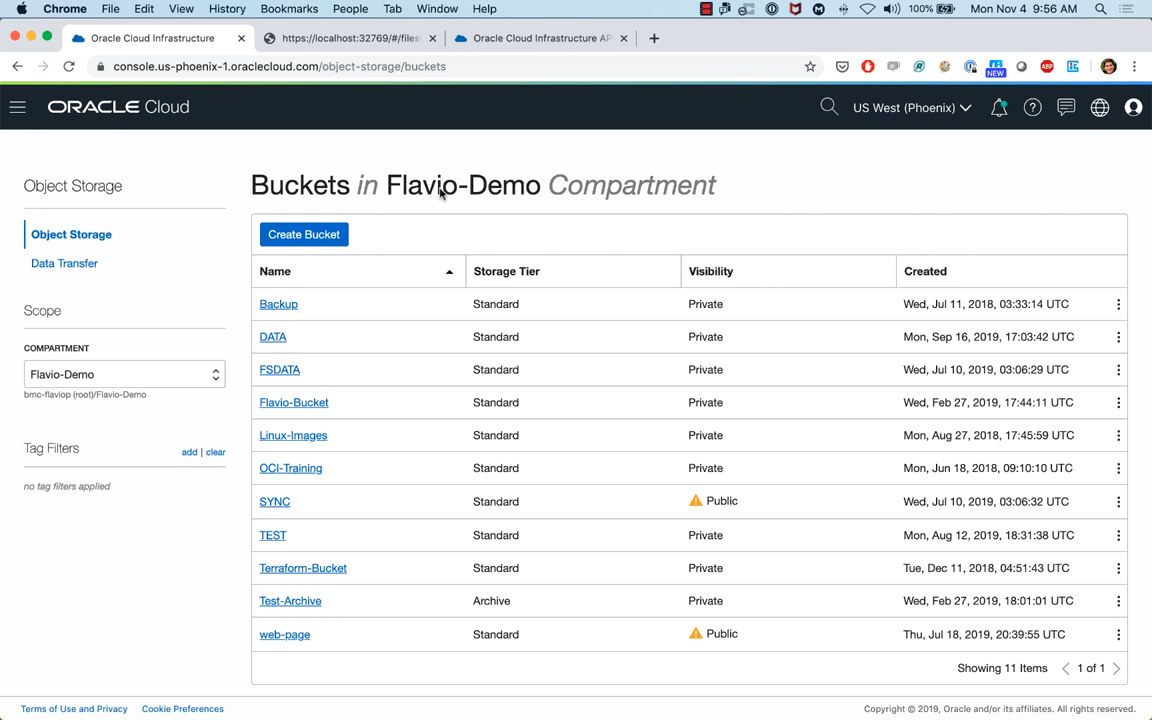 Chrome File Edit View History Bookmarks People Tab Window Help 100% Mon Nov 4 9:56 AM
Oracle Cloud Infrastructure https://localhost:32769/#/files Oracle Cloud Infrastructure AP
console.us-phoenix-1.oraclecloud.com/object-storage/buckets ABP NEW
ORACLE Cloud US West (Phoenix)
Object Storage
Object Storage
Data Transfer
Scope
COMPARTMENT
Flavio-Demo
bmc-flaviop (root)/Flavio-Demo
Tag Filters add | clear
no tag filters applied
Buckets in Flavio-Demo Compartment
Create Bucket
Name Storage Tier Visibility Created
Backup Standard Private Wed, Jul 11, 2018, 03:33:14 UTC
DATA Standard Private Mon, Sep 16, 2019, 17:03:42 UTC
FSDATA Standard Private Wed, Jul 10, 2019, 03:06:29 UTC
Flavio-Bucket Standard Private Wed, Feb 27, 2019, 17:44:11 UTC
Linux-Images Standard Private Mon, Aug 27, 2018, 17:45:59 UTC
OCI-Training Standard Private Mon, Jun 18, 2018, 09:10:10 UTC
SYNC Standard Public Wed, Jul 10, 2019, 03:06:32 UTC
TEST Standard Private Mon, Aug 12, 2019, 18:31:38 UTC
Terraform-Bucket Standard Private Tue, Dec 11, 2018, 04:51:43 UTC
Test-Archive Archive Private Wed, Feb 27, 2019, 18:01:01 UTC
web-page Standard Public Thu, Jul 18, 2019, 20:39:55 UTC
Showing 11 Items 1 of 1
Terms of Use and Privacy Cookie Preferences Copyright © 2019, Oracle and/or its affiliates. All rights reserved.